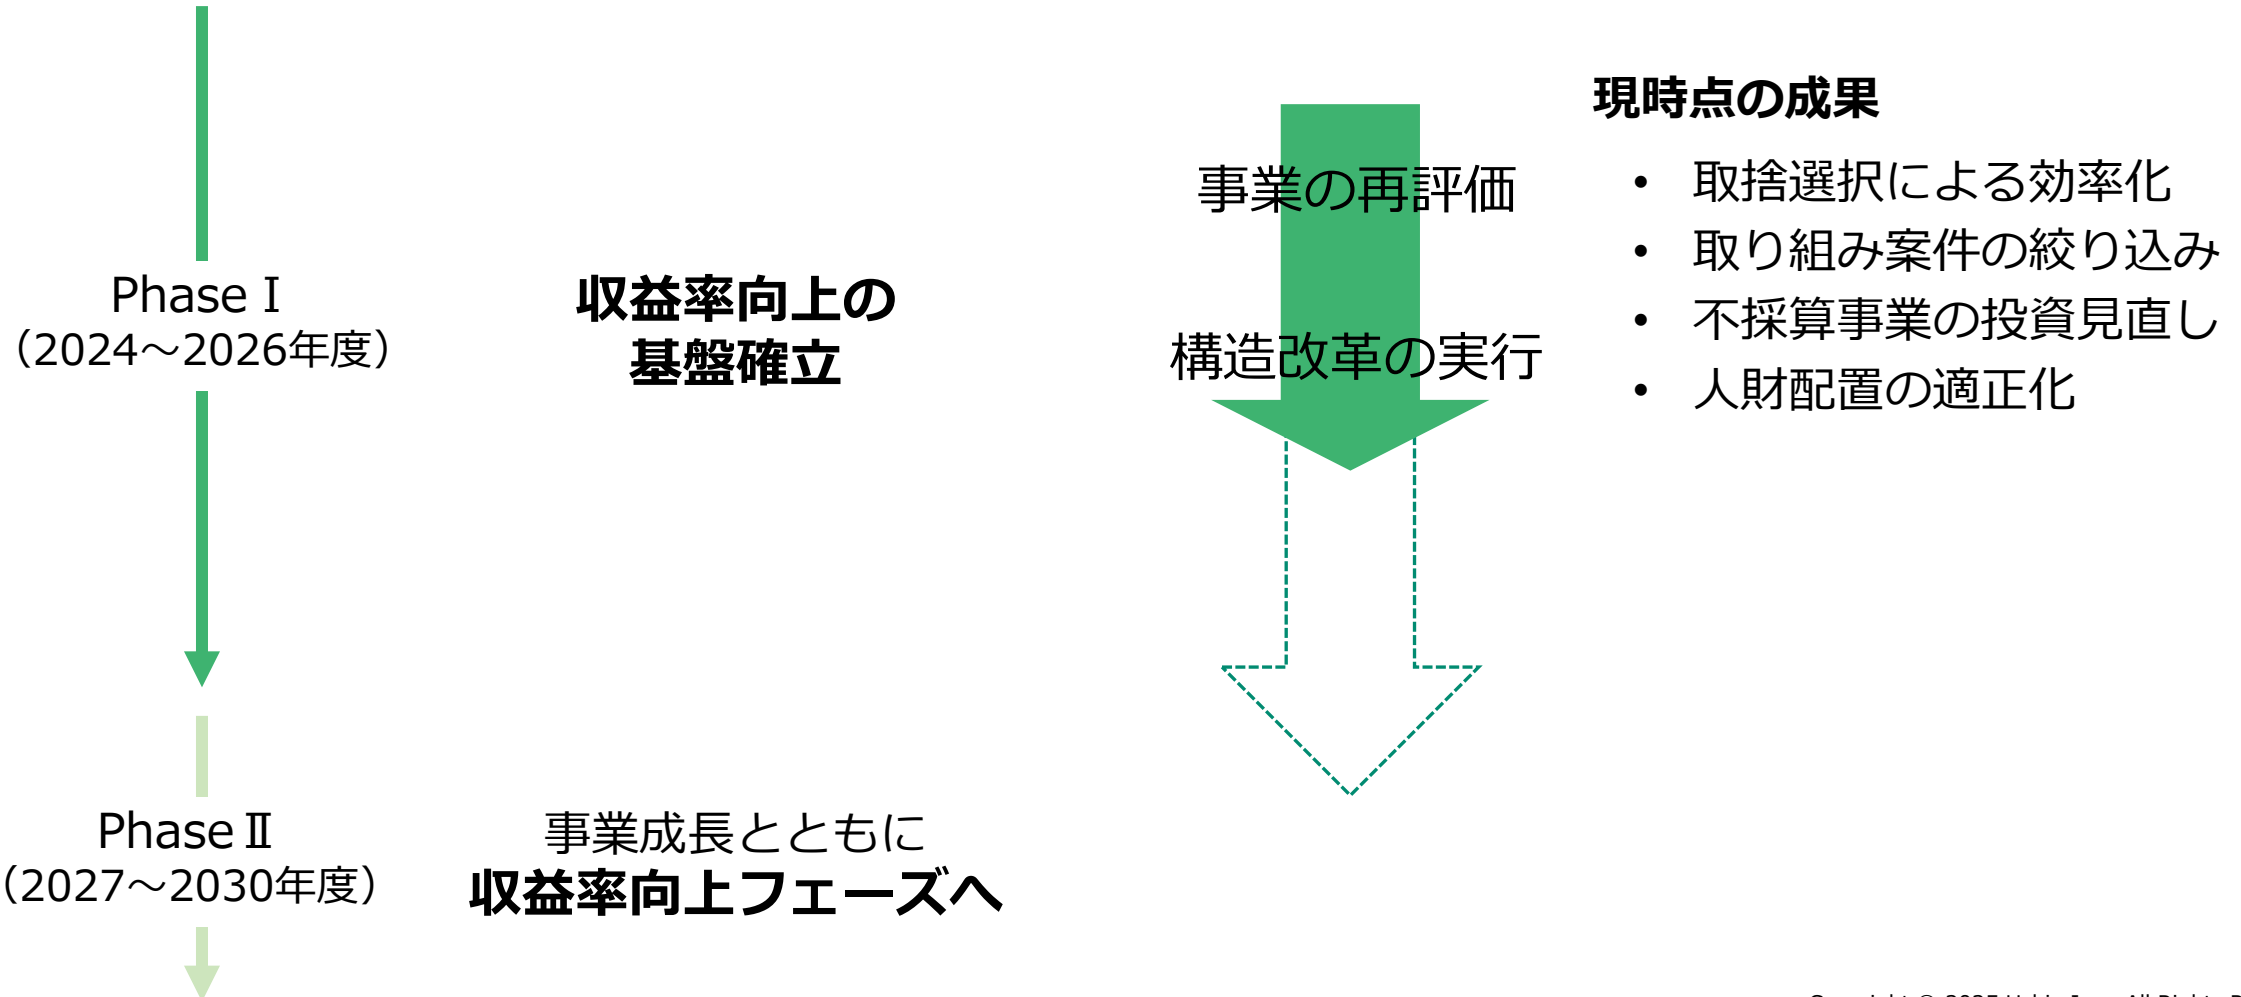 PhaseⅠ
（2024～2026年度）
収益率向上の
基盤確立
事業の再評価
構造改革の実行
現時点の成果
• 取捨選択による効率化
• 取り組み案件の絞り込み
• 不採算事業の投資見直し
• 人財配置の適正化
PhaseⅡ
（2027～2030年度）
事業成長とともに
収益率向上フェーズへ